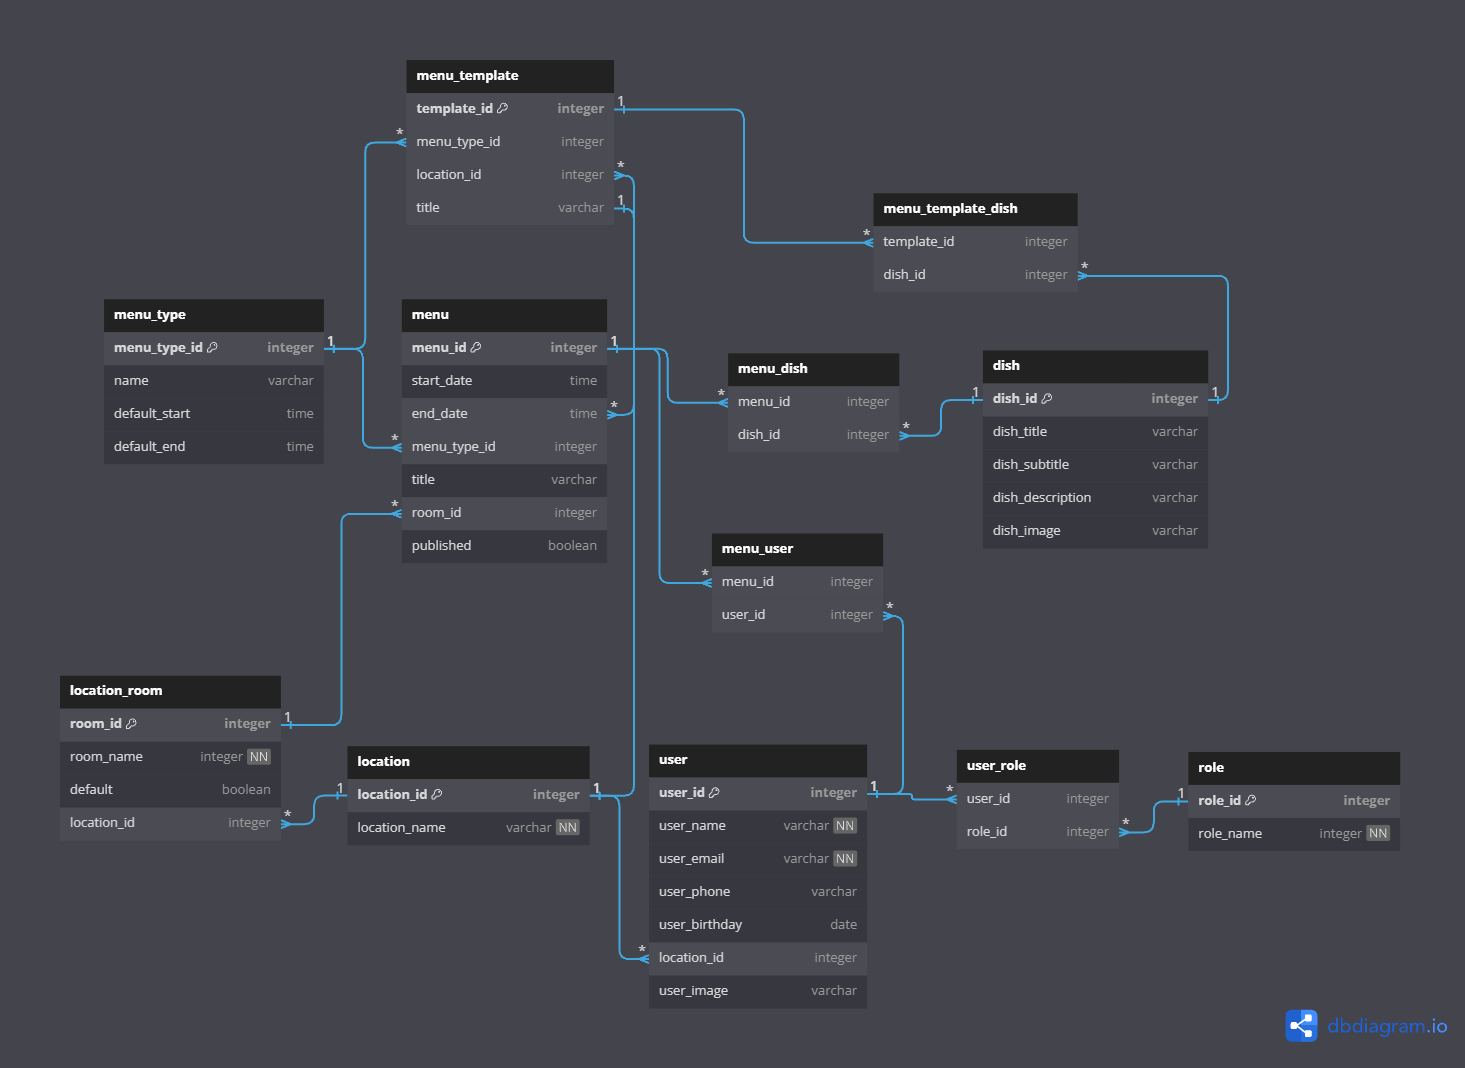 menu_template
template_id integer
menu_type_id integer
location_id integer
title varchar
1
*
*
1
menu_template_dish
template_id integer
dish_id integer
*
*
menu_type
menu_type_id integer
name varchar
default_start time
default_end time
1
menu
menu_id integer
start_date time
end_date time
menu_type_id integer
title varchar
room_id integer
published boolean
1
*
*
*
menu_dish
menu_id integer
dish_id integer
*
*
dish
dish_id integer
dish_title varchar
dish_subtitle varchar
dish_description varchar
dish_image varchar
1
1
menu_user
menu_id integer
user_id integer
*
*
location_room
room_id integer
room_name integer NN
default boolean
location_id integer
1
*
location
location_id integer
location_name varchar NN
1
1
user
user_id integer
user_name varchar NN
user_email varchar NN
user_phone varchar
user_birthday date
location_id integer
user_image varchar
1
*
user_role
user_id integer
role_id integer
*
*
role
role_id integer
role_name integer NN
1
dbdiagram.io